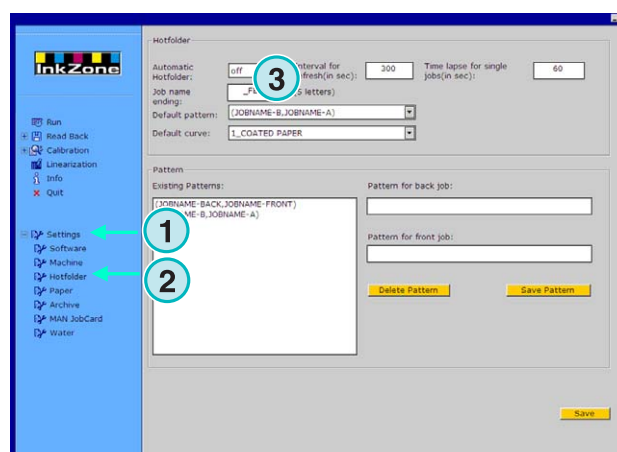 InkZone
Run
Read Back
Calibration
Linearization
Info
Quit
Settings
Software
Machine
Hotfolder
Paper
Archive
MAN JobCard
Water
1
2
Hotfolder
Automatic
Hotfolder:
off
3
Interval for
refresh(in sec):
300
Time lapse for single
jobs(in sec):
60
Job name
ending:
letters)
Default pattern:
(JOBNAME-B,JOBNAME-A)
Default curve:
1_COATED PAPER
Pattern
Existing Patterns:
(JOBNAME-BACK,JOBNAME-FRONT)
ME-B,JOBNAME-A)
Pattern for back job:
Pattern for front job:
Delete Pattern
Save Pattern
Save